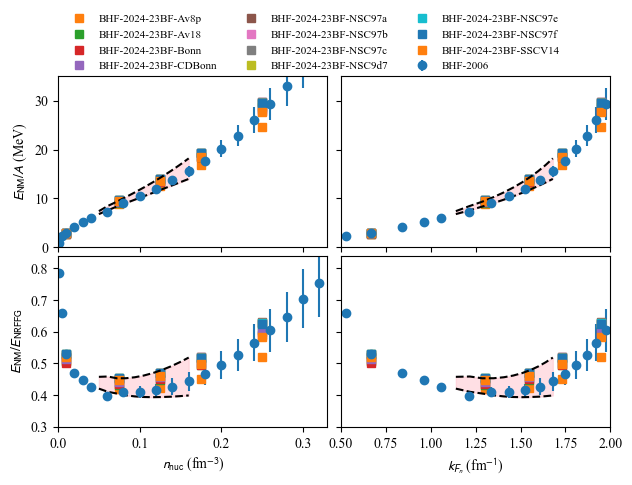 BHF-2024-23BF-Av8p BHF-2024-23BF-NSC97a BHF-2024-23BF-NSC97e
BHF-2024-23BF-Av18 BHF-2024-23BF-NSC97b BHF-2024-23BF-NSC97f
BHF-2024-23BF-Bonn BHF-2024-23BF-NSC97c BHF-2024-23BF-SSCV14
BHF-2024-23BF-CDBonn BHF-2024-23BF-NSC9d7 BHF-2006
30
20
10
0
E_NM/A (MeV)
0.8
0.7
0.6
0.5
0.4
0.3
E_NM/E_NRFFG
0.0 0.1 0.2 0.3 0.50 0.75 1.00 1.25 1.50 1.75 2.00
n_nuc (fm⁻³) k_{F_n} (fm⁻¹)